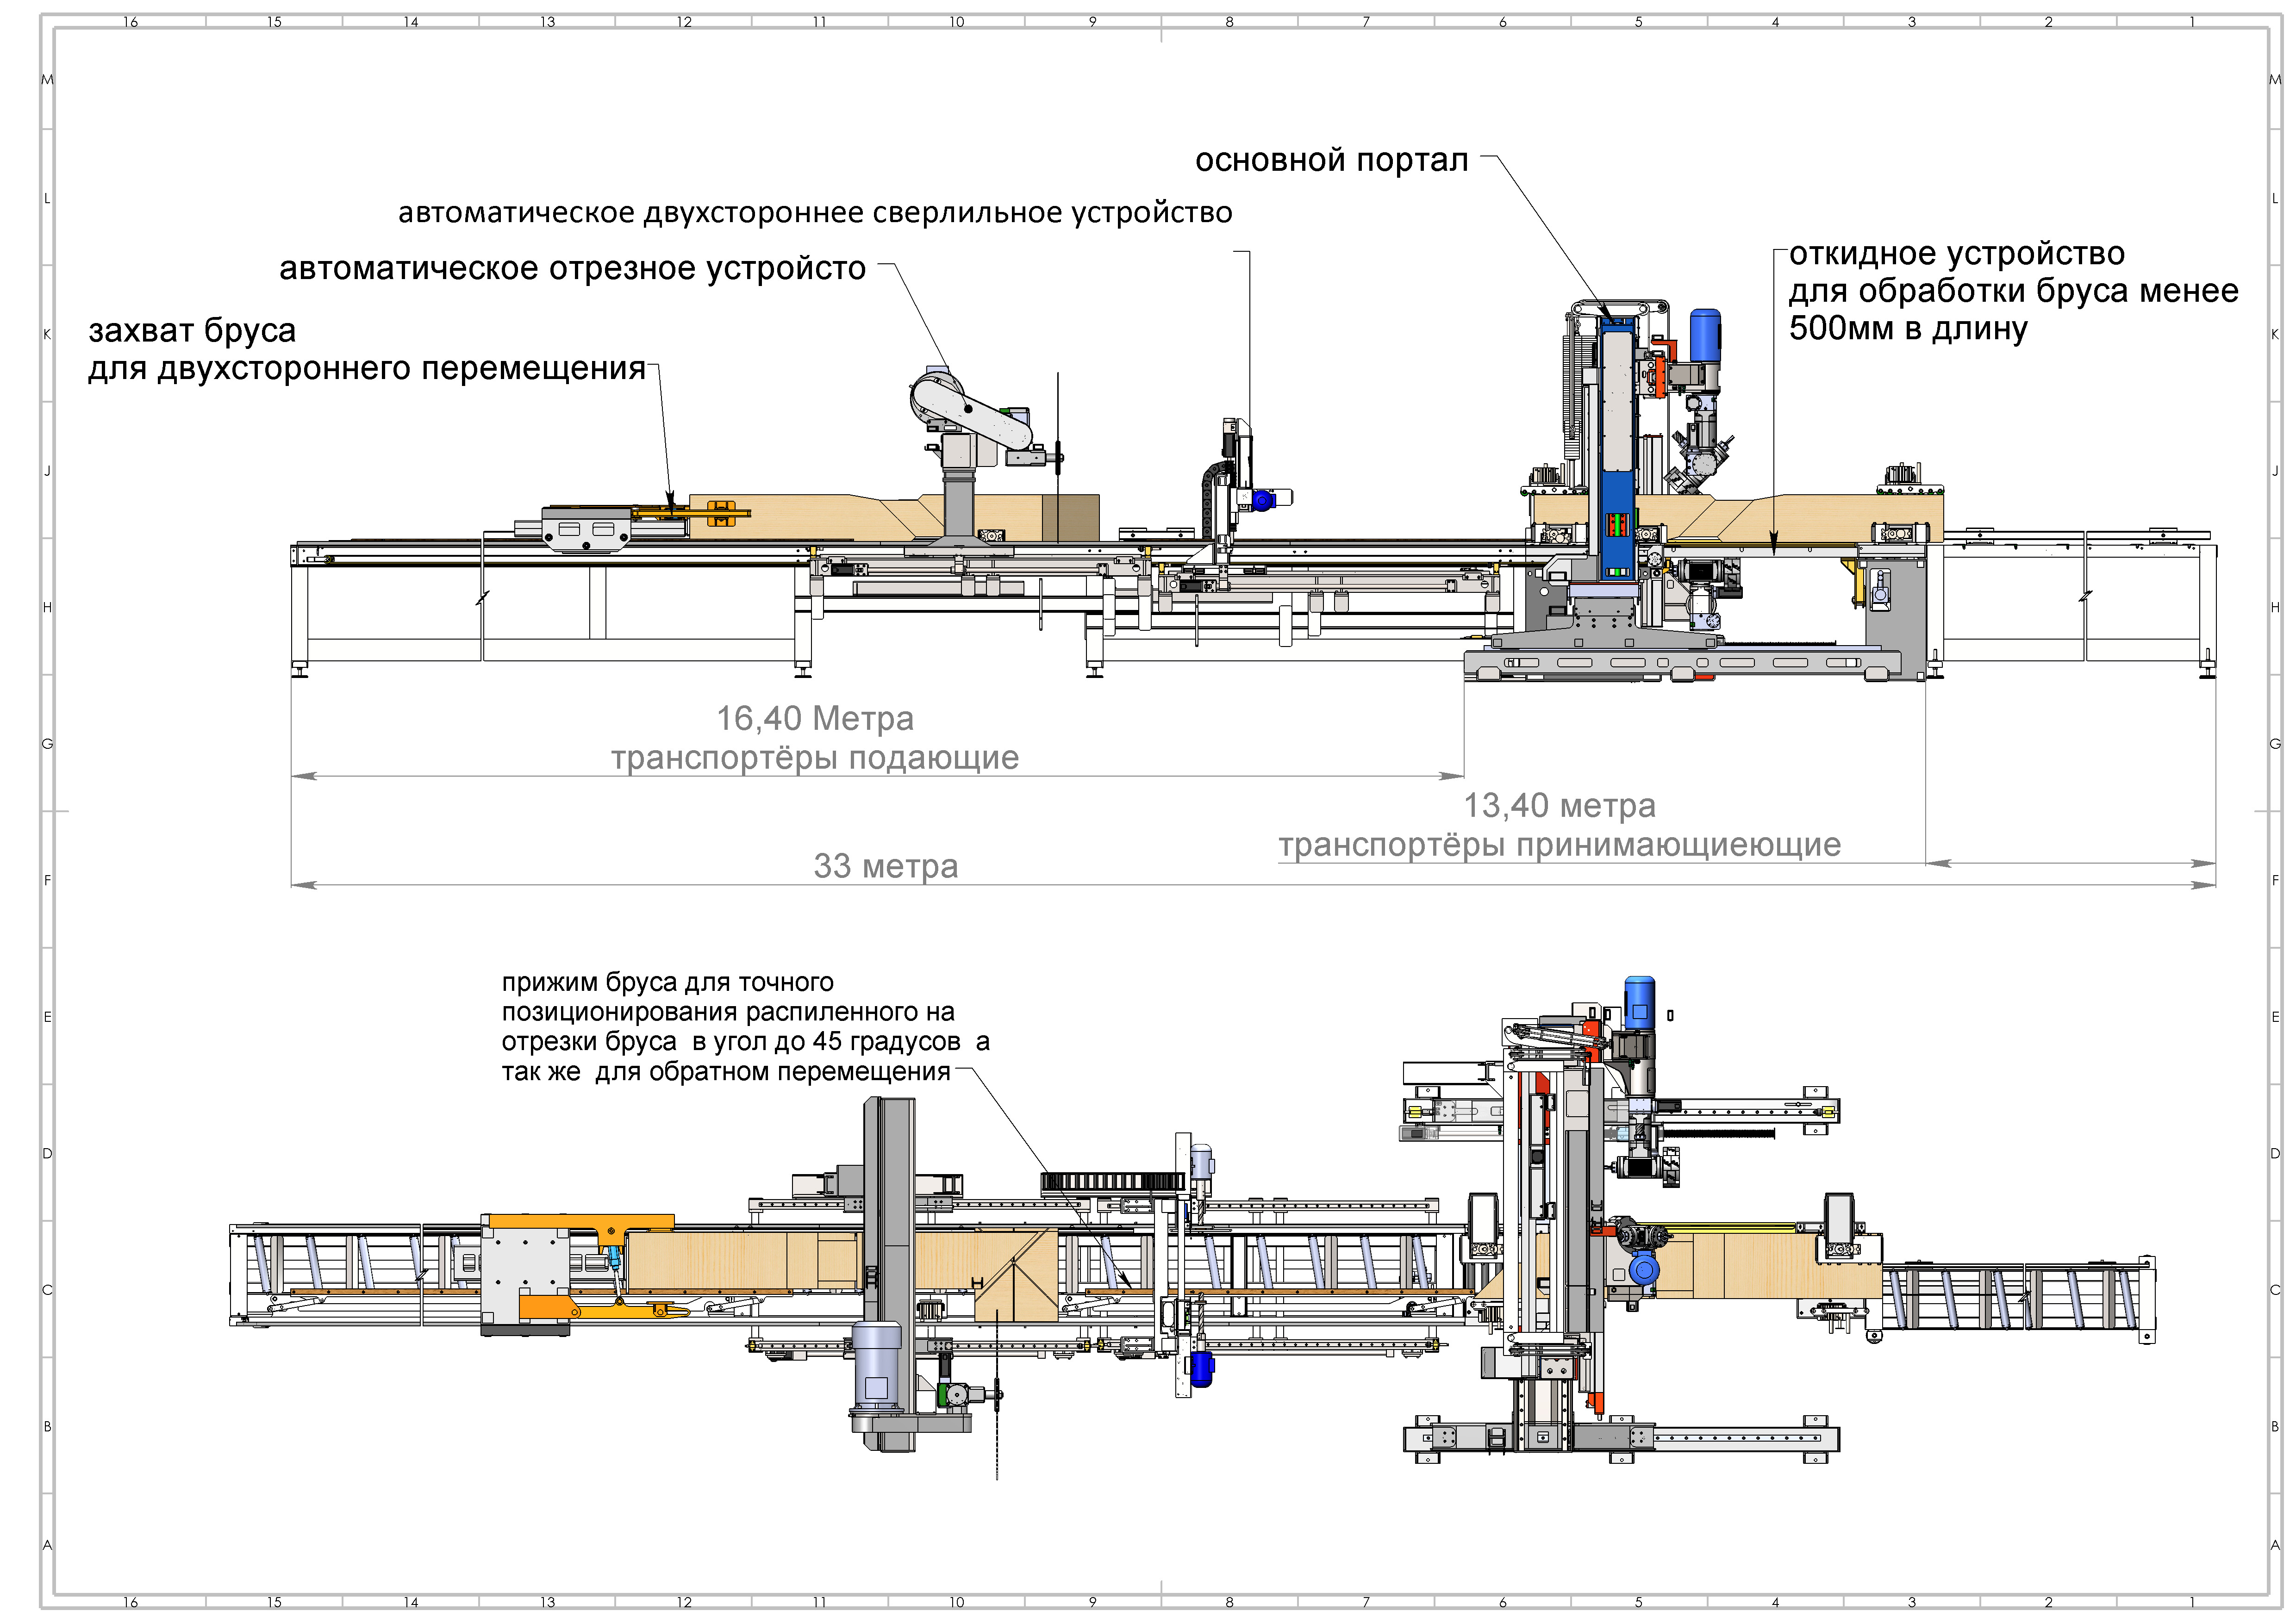 16 15 14 13 12 11 10 9 8 7 6 5 4 3 2 1
M M
L L
K K
J J
H H
G G
F F
E E
D D
C C
B B
A A
основной портал
автоматическое двухстороннее сверлильное устройство
автоматическое отрезное устройсто
захват бруса
для двухстороннего перемещения
откидное устройство
для обработки бруса менее
500мм в длину
16,40 Метра
транспортёры подающие
13,40 метра
транспортёры принимающиеющие
33 метра
прижим бруса для точного
позиционирования распиленного на
отрезки бруса в угол до 45 градусов а
так же для обратном перемещения
16 15 14 13 12 11 10 9 8 7 6 5 4 3 2 1